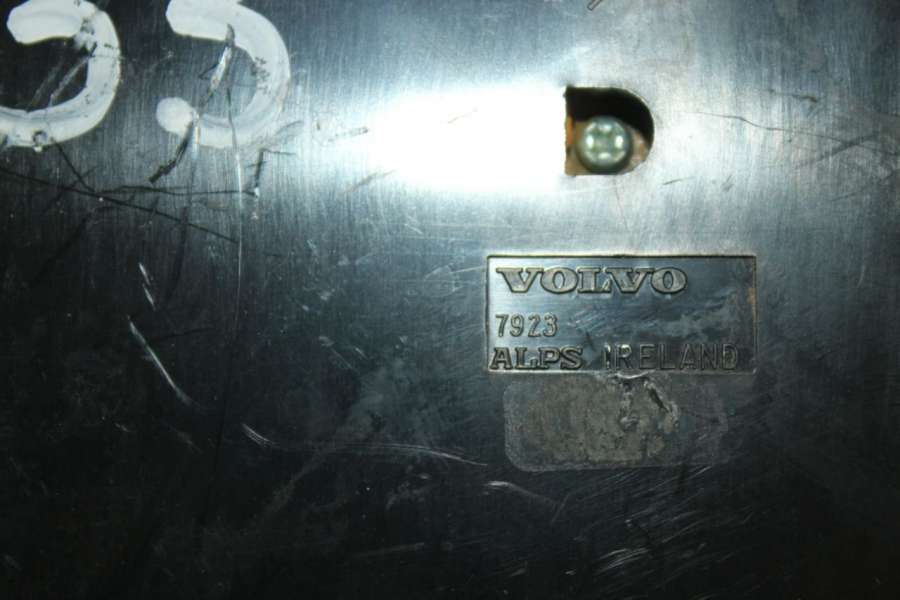 VOLVO
7923
ALPS IRELAND